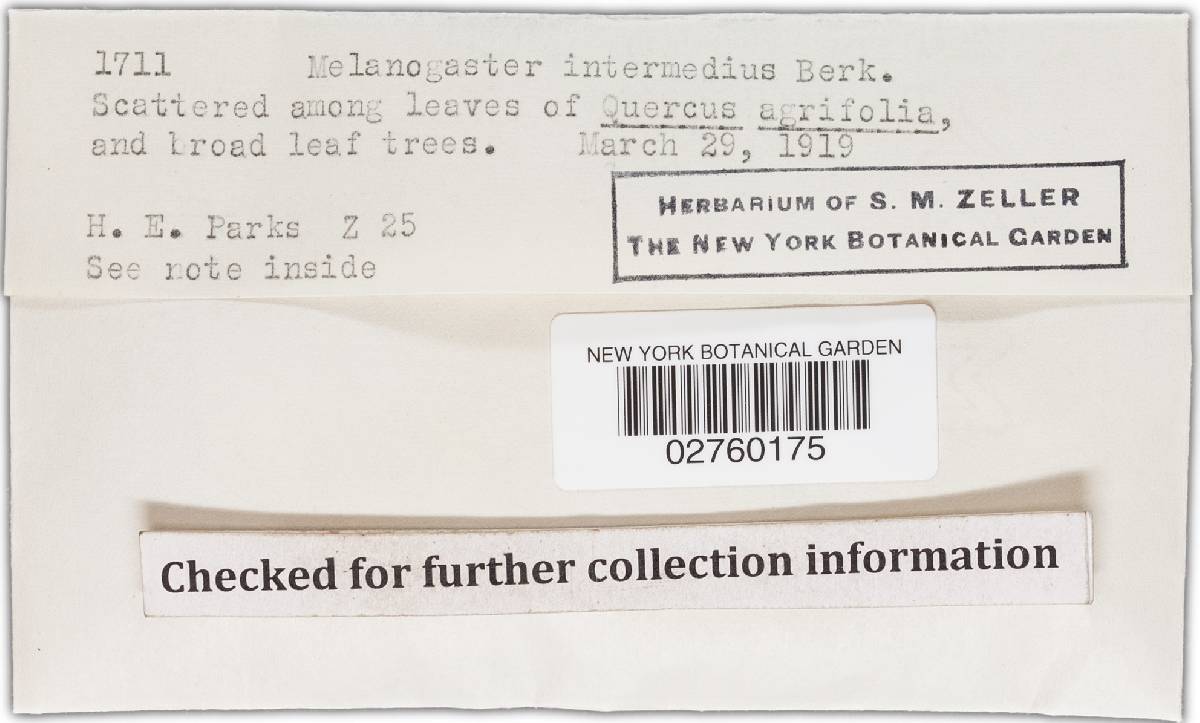 1711 Melanogaster intermedius Berk.
Scattered among leaves of Quercus agrifolia,
and broad leaf trees. March 29, 1919
H. E. Parks Z 25
See note inside
HERBARIUM OF S. M. ZELLER
THE NEW YORK BOTANICAL GARDEN
NEW YORK BOTANICAL GARDEN
02760175
Checked for further collection information